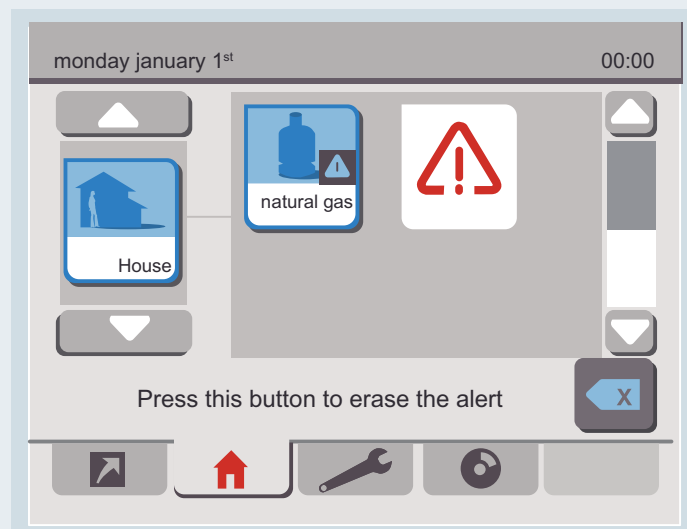 monday january 1st
00:00
natural gas
House
Press this button to erase the alert
X